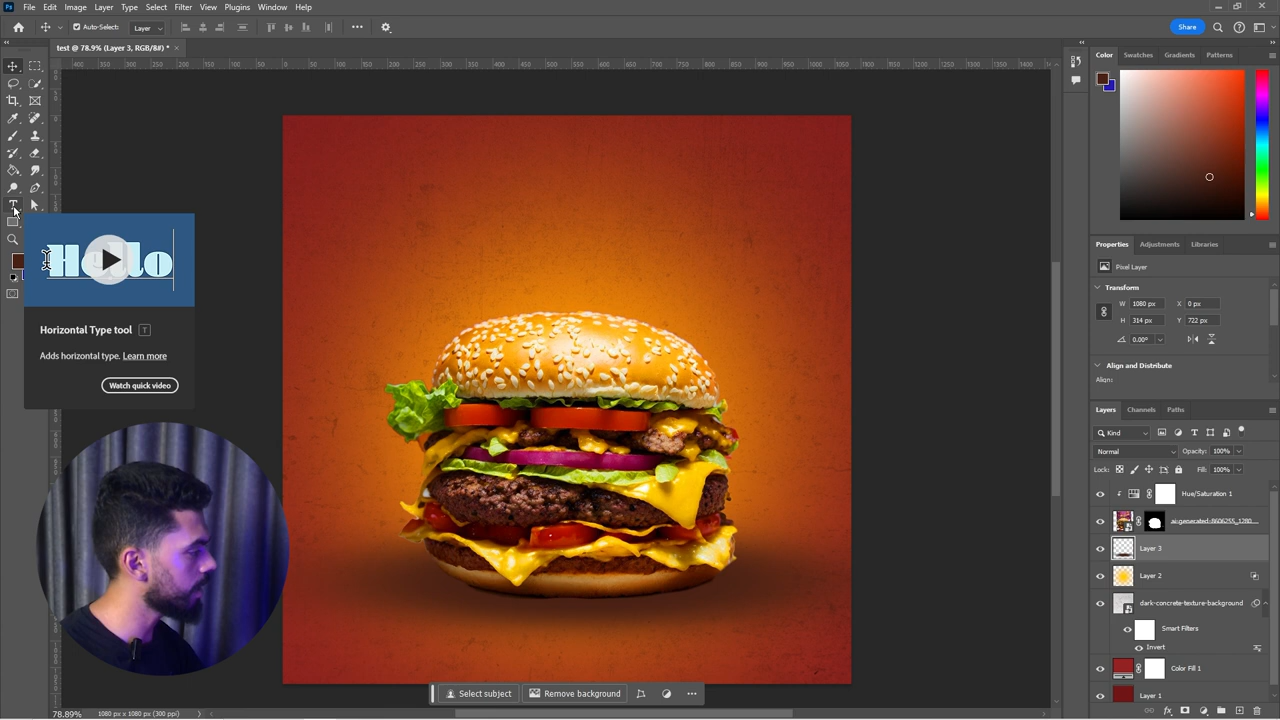 File Edit Image Layer Type Select Filter View Plugins Window Help
Auto-Select: Layer
Share
test @ 78.9% (Layer 3, RGB/8#) *
Color Swatches Gradients Patterns
Hello
Horizontal Type tool T
Adds horizontal type. Learn more
Watch quick video
Properties Adjustments Libraries
Pixel Layer
Transform
W 1080 px X 0 px
H 314 px Y 722 px
0.00°
Align and Distribute
Align:
Layers Channels Paths
Kind
Normal Opacity: 100%
Lock: Fill: 100%
Hue/Saturation 1
ai-generated-8606255_1280...
Layer 3
Layer 2
dark-concrete-texture-background
Smart Filters
Invert
Color Fill 1
Layer 1
Select subject Remove background
78.89% 1080 px x 1080 px (300 ppi)